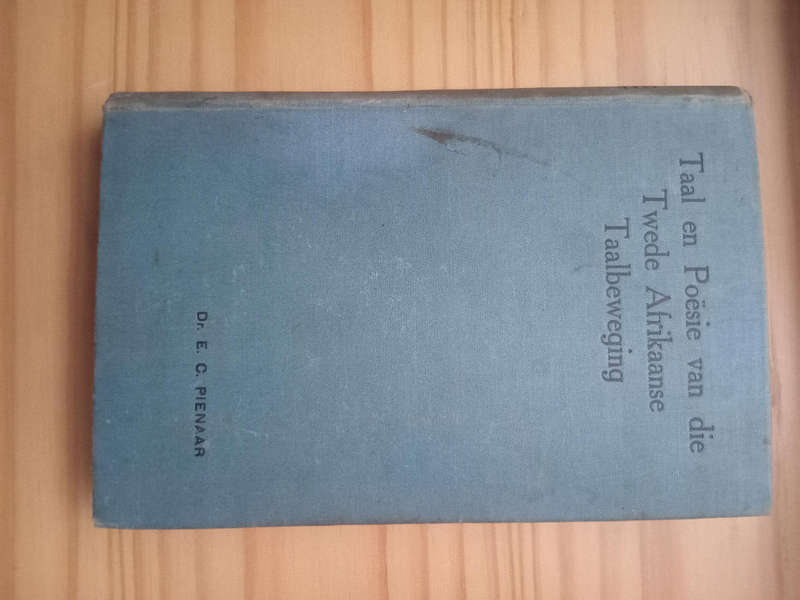 Taal en Poësie van die
Twede Afrikaanse
Taalbeweging
Dr. E. C. PIENAAR